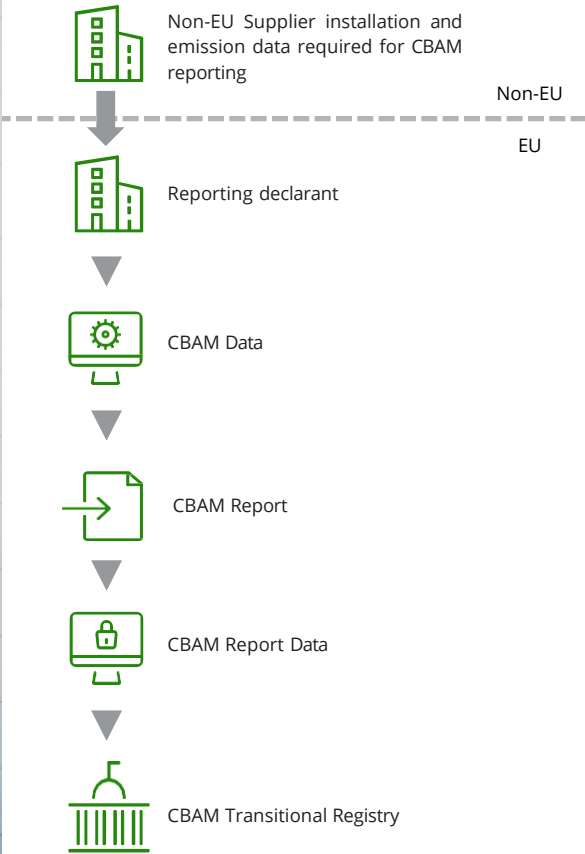 Non-EU Supplier installation and
emission data required for CBAM
reporting
Non-EU
EU
Reporting declarant
CBAM Data
CBAM Report
CBAM Report Data
CBAM Transitional Registry